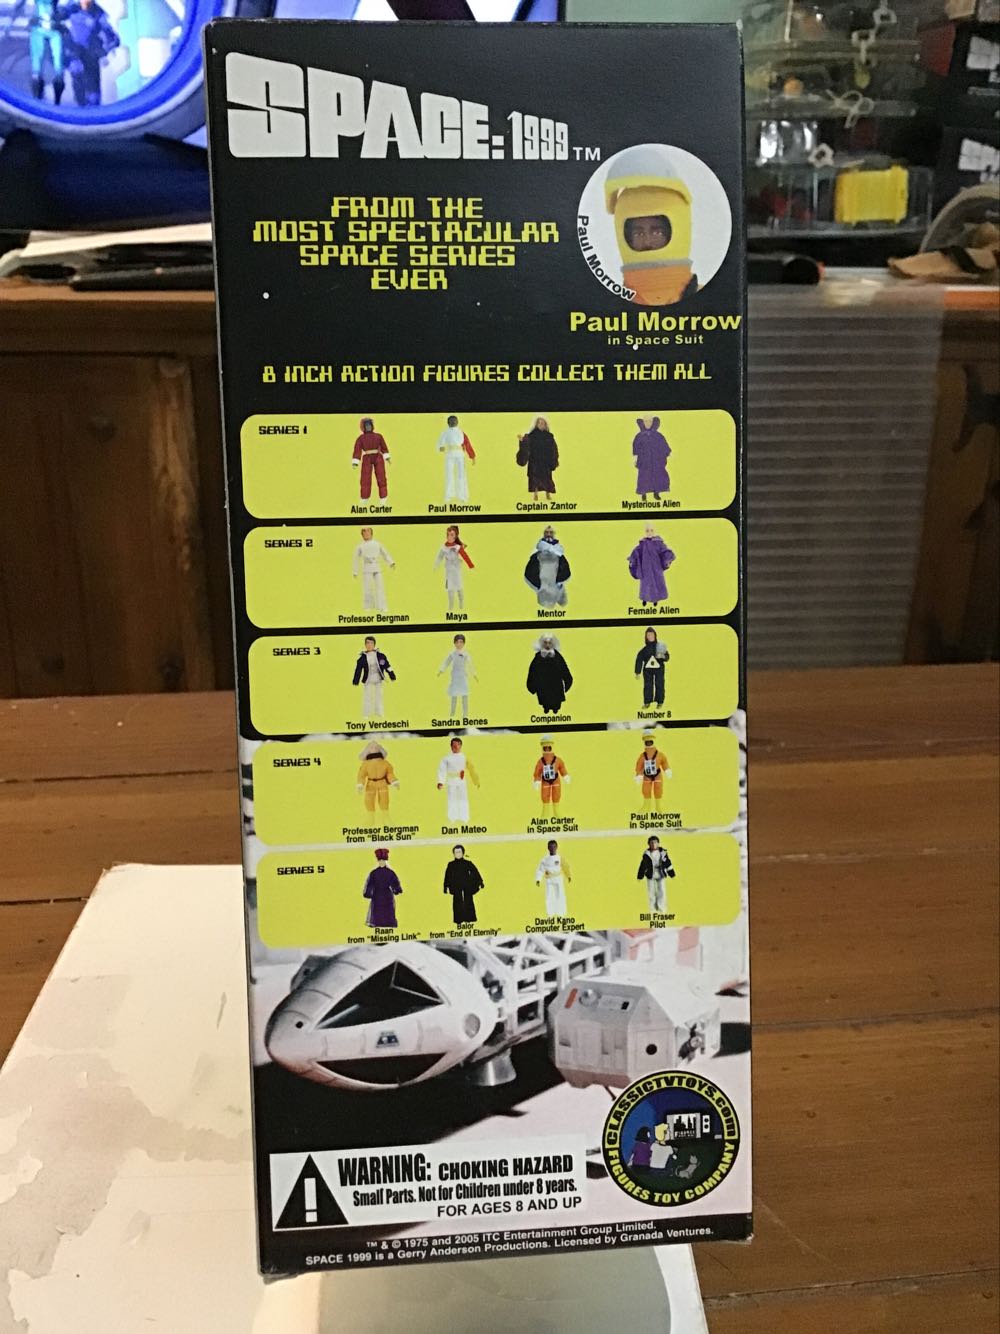 SPACE:1999 TM
FROM THE
MOST SPECTACULAR
SPACE SERIES
EVER
Paul Morrow
Paul Morrow
in Space Suit
8 INCH ACTION FIGURES COLLECT THEM ALL
SERIES 1
Alan Carter
Paul Morrow
Captain Zantor
Mysterious Alien
SERIES 2
Professor Bergman
Maya
Mentor
Female Alien
SERIES 3
Tony Verdeschi
Sandra Benes
Companion
Number 8
SERIES 4
Professor Bergman
from "Black Sun"
Dan Mateo
Alan Carter
in Space Suit
Paul Morrow
in Space Suit
SERIES 5
Raan
from "Missing Link"
Balor
from "End of Eternity"
David Kano
Computer Expert
Bill Fraser
Pilot
CLASSICTVTOYS.COM
FIGURES TOY COMPANY
WARNING: CHOKING HAZARD
Small Parts. Not for Children under 8 years.
FOR AGES 8 AND UP
TM & © 1975 and 2005 ITC Entertainment Group Limited.
SPACE 1999 is a Gerry Anderson Productions. Licensed by Granada Ventures.